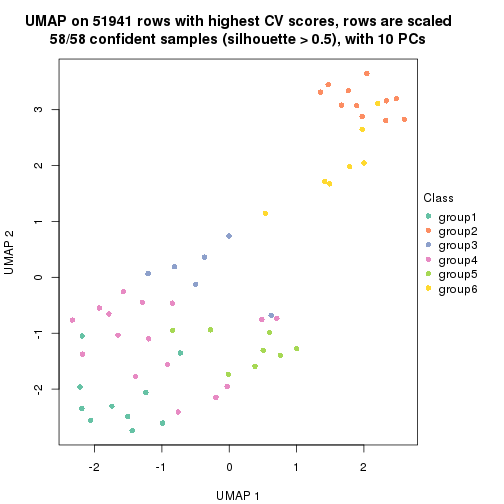 UMAP on 51941 rows with highest CV scores, rows are scaled
58/58 confident samples (silhouette > 0.5), with 10 PCs
3
2
1
0
-1
-2
UMAP 2
-2
-1
0
1
2
UMAP 1
Class
group1
group2
group3
group4
group5
group6